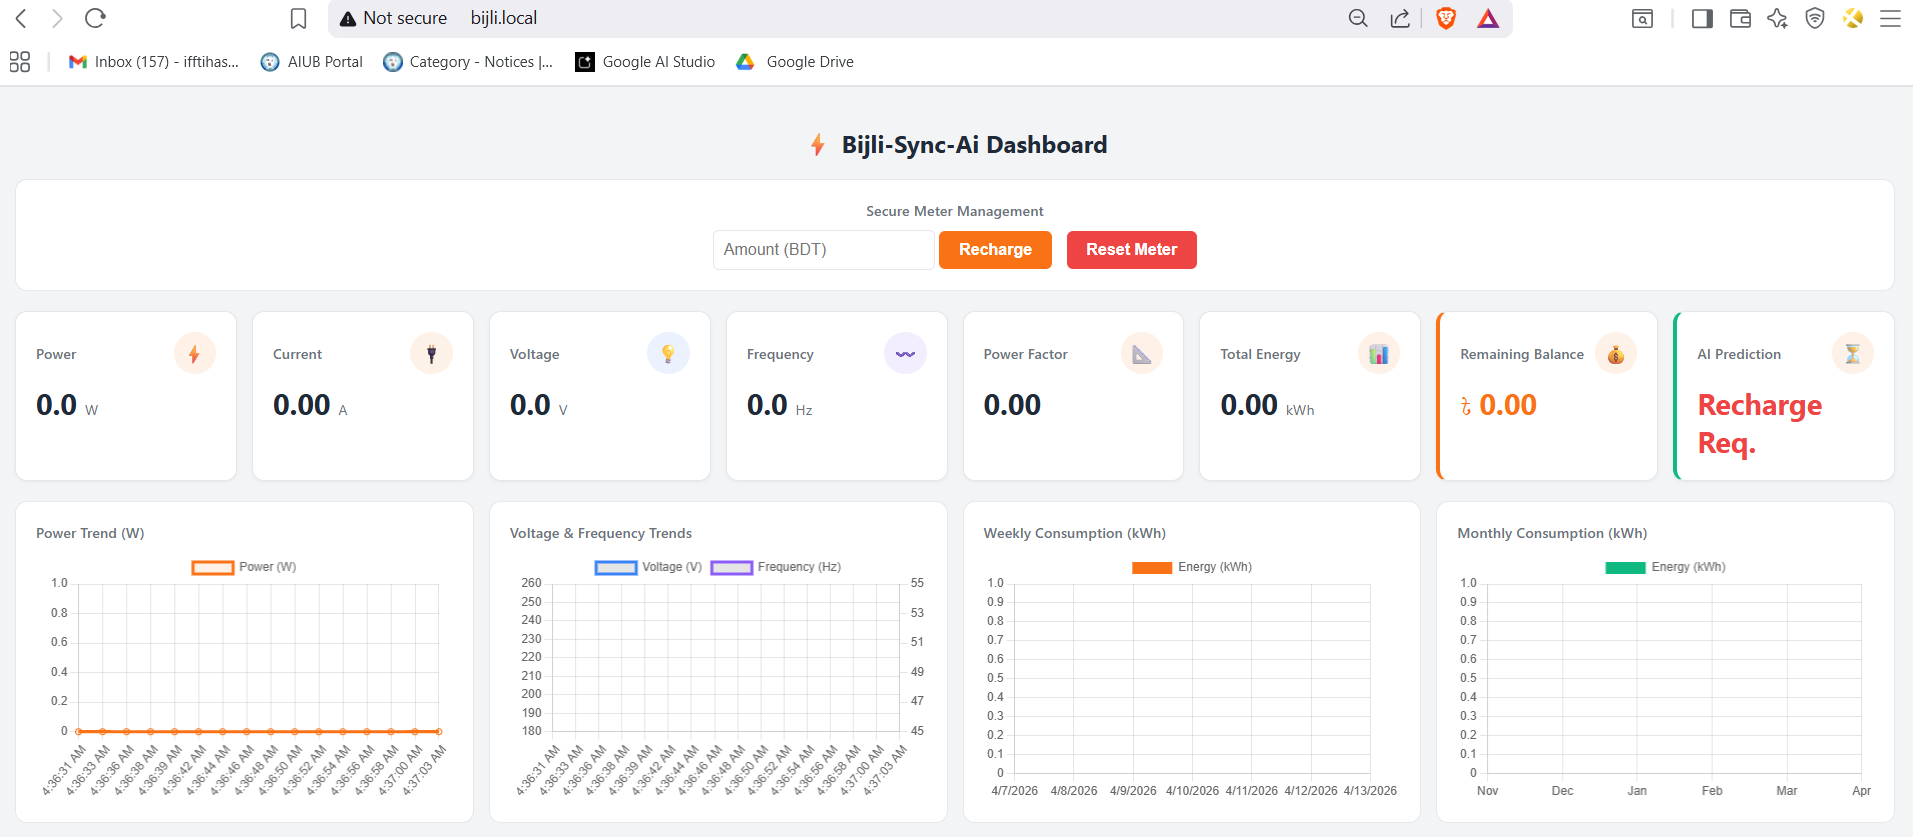 Not secure bijli.local
Inbox (157) - ifftihas... AIUB Portal Category - Notices |... Google AI Studio Google Drive
Bijli-Sync-Ai Dashboard
Secure Meter Management
Amount (BDT) Recharge Reset Meter
Power
0.0 W
Current
0.00 A
Voltage
0.0 V
Frequency
0.0 Hz
Power Factor
0.00
Total Energy
0.00 kWh
Remaining Balance
৳ 0.00
AI Prediction
Recharge
Req.
Power Trend (W)
Power (W)
1.0
0.8
0.6
0.4
0.2
0
4:36:31 AM 4:36:33 AM 4:36:36 AM 4:36:38 AM 4:36:39 AM 4:36:42 AM 4:36:44 AM 4:36:46 AM 4:36:48 AM 4:36:50 AM 4:36:52 AM 4:36:54 AM 4:36:56 AM 4:36:58 AM 4:37:00 AM 4:37:03 AM
Voltage & Frequency Trends
Voltage (V) Frequency (Hz)
260 55
250
240 53
230
220 51
210 49
200
190 47
180 45
4:36:31 AM 4:36:33 AM 4:36:36 AM 4:36:38 AM 4:36:39 AM 4:36:42 AM 4:36:44 AM 4:36:46 AM 4:36:48 AM 4:36:50 AM 4:36:52 AM 4:36:54 AM 4:36:56 AM 4:36:58 AM 4:37:00 AM 4:37:03 AM
Weekly Consumption (kWh)
Energy (kWh)
1.0
0.9
0.8
0.7
0.6
0.5
0.4
0.3
0.2
0.1
0
4/7/2026 4/8/2026 4/9/2026 4/10/2026 4/11/2026 4/12/2026 4/13/2026
Monthly Consumption (kWh)
Energy (kWh)
1.0
0.9
0.8
0.7
0.6
0.5
0.4
0.3
0.2
0.1
0
Nov Dec Jan Feb Mar Apr